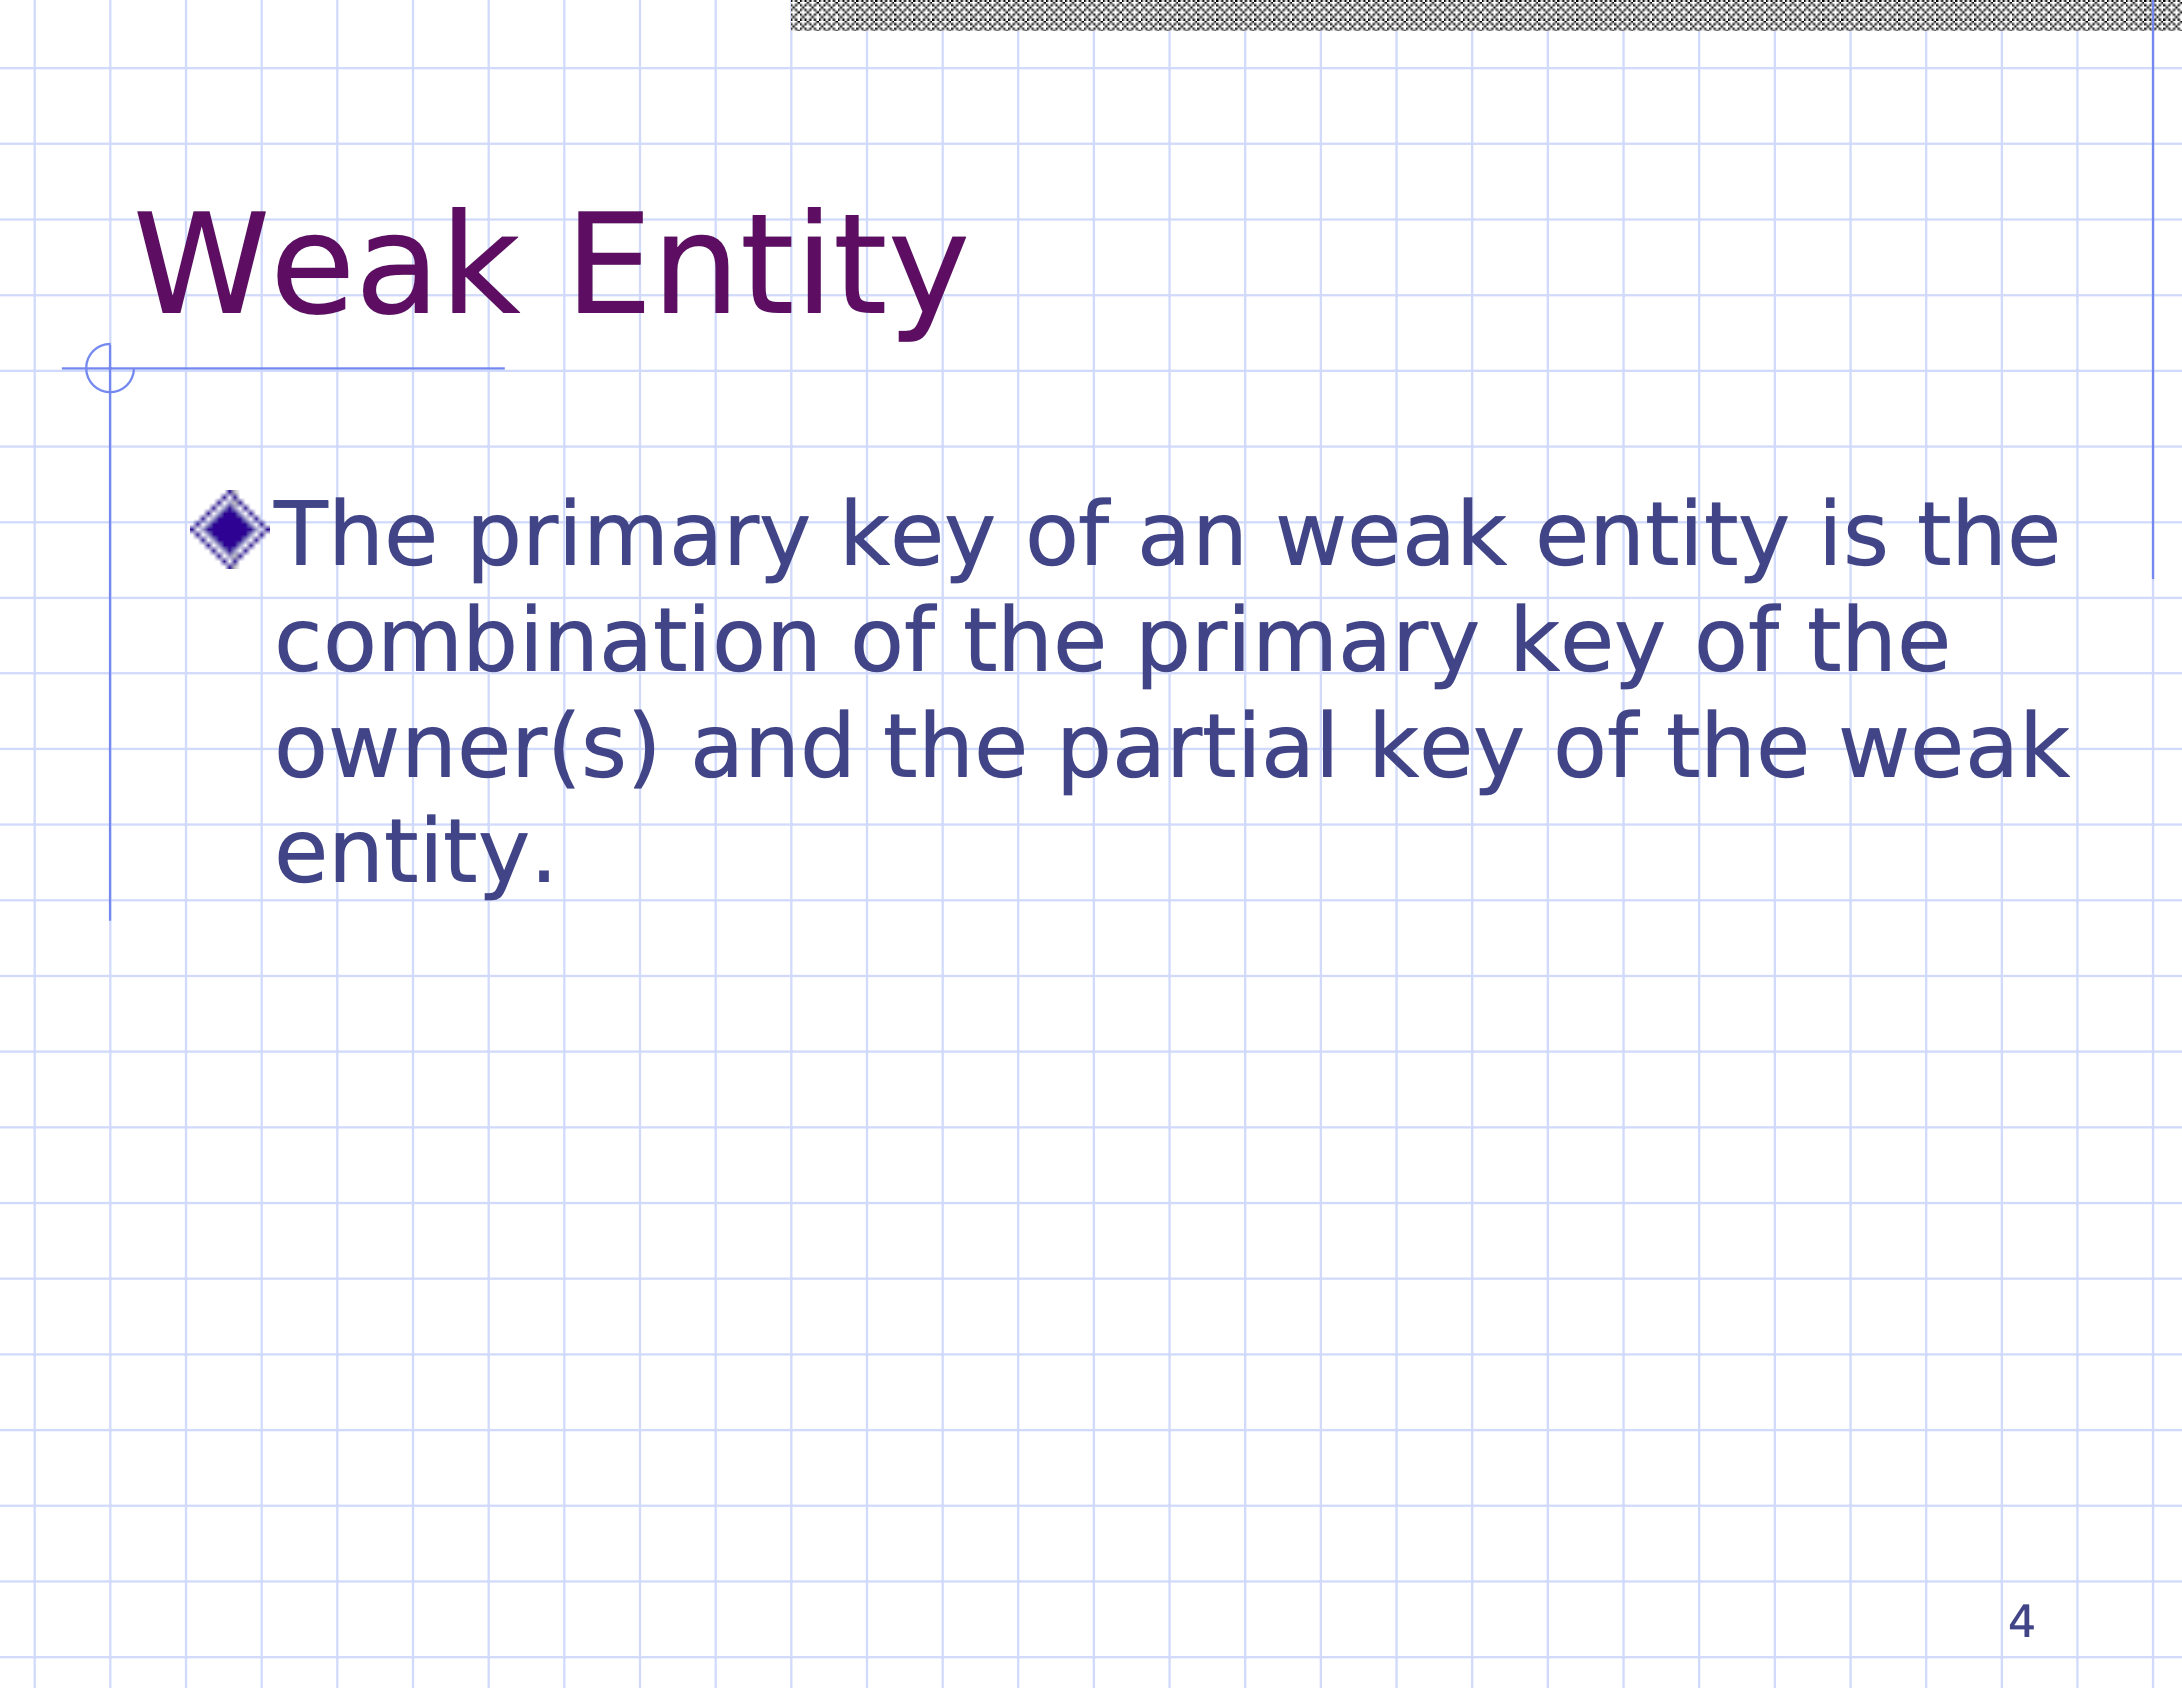 Weak Entity
The primary key of an weak entity is the
combination of the primary key of the
owner(s) and the partial key of the weak
entity.
4